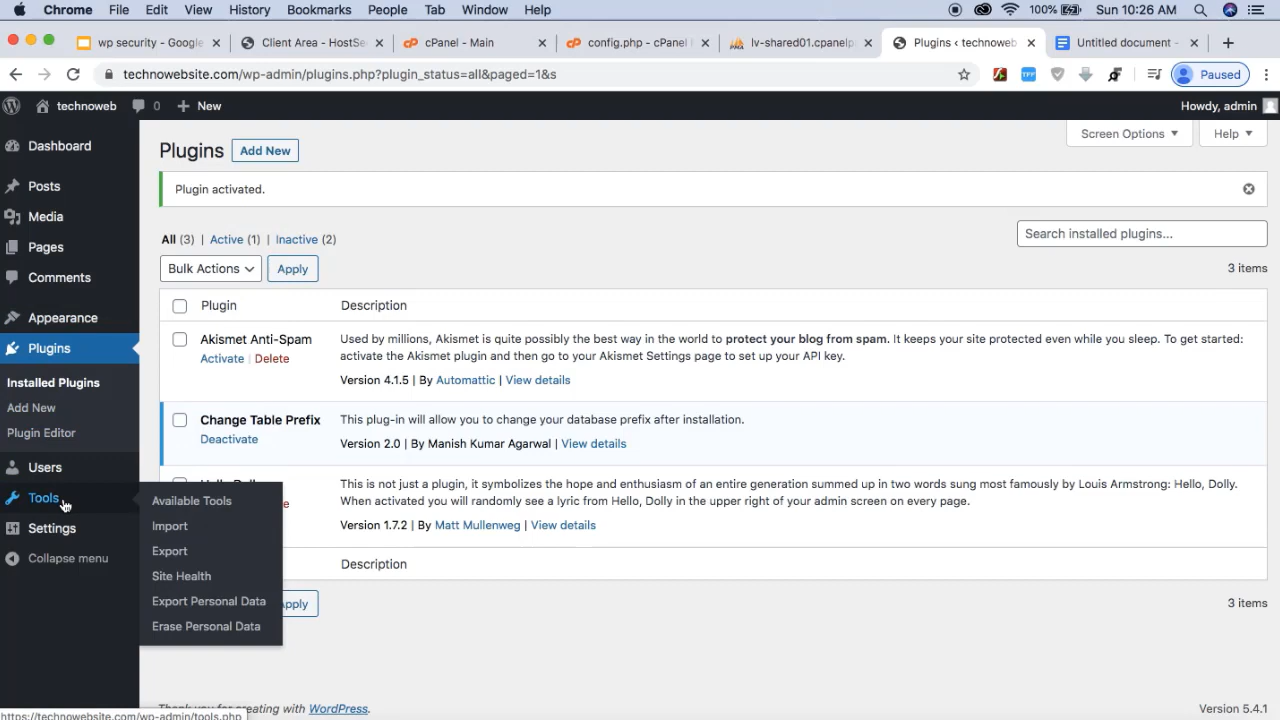 Chrome File Edit View History Bookmarks People Tab Window Help 100% Sun 10:26 AM
wp security - Google Client Area - HostSe cPanel - Main config.php - cPanel lv-shared01.cpanelp Plugins ‹ technoweb Untitled document -
technowebsite.com/wp-admin/plugins.php?plugin_status=all&paged=1&s Paused
technoweb 0 New Howdy, admin
Screen Options Help
Dashboard
Posts
Media
Pages
Comments
Appearance
Plugins
Installed Plugins
Add New
Plugin Editor
Users
Tools
Settings
Collapse menu
Available Tools
Import
Export
Site Health
Export Personal Data
Erase Personal Data
Plugins Add New
Plugin activated.
All (3) | Active (1) | Inactive (2)
Search installed plugins...
Bulk Actions Apply
3 items
Plugin Description
Akismet Anti-Spam
Activate | Delete
Used by millions, Akismet is quite possibly the best way in the world to protect your blog from spam. It keeps your site protected even while you sleep. To get started:
activate the Akismet plugin and then go to your Akismet Settings page to set up your API key.
Version 4.1.5 | By Automattic | View details
Change Table Prefix
Deactivate
This plug-in will allow you to change your database prefix after installation.
Version 2.0 | By Manish Kumar Agarwal | View details
This is not just a plugin, it symbolizes the hope and enthusiasm of an entire generation summed up in two words sung most famously by Louis Armstrong: Hello, Dolly.
When activated you will randomly see a lyric from Hello, Dolly in the upper right of your admin screen on every page.
Version 1.7.2 | By Matt Mullenweg | View details
Description
Apply
3 items
Thank you for creating with WordPress.
Version 5.4.1
https://technowebsite.com/wp-admin/tools.php